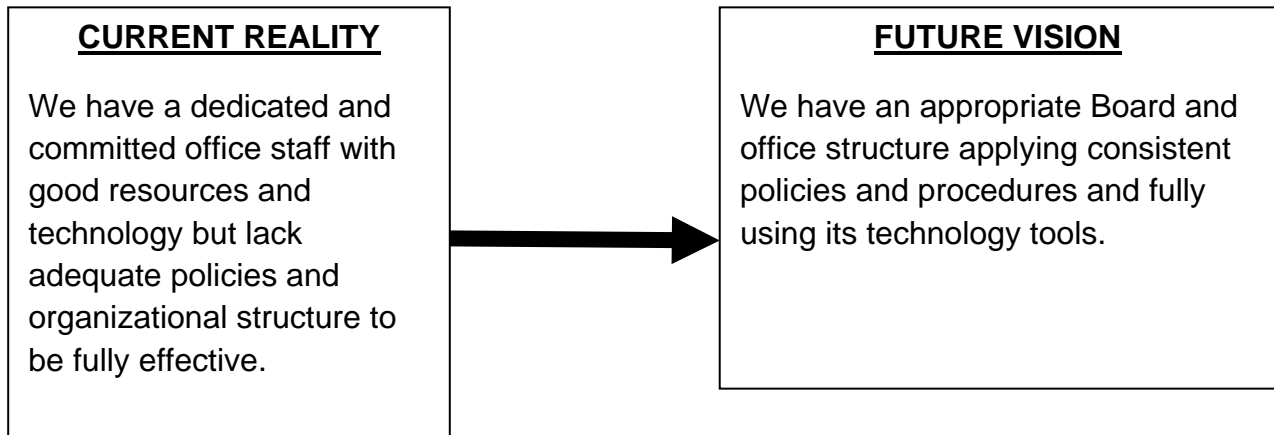 CURRENT REALITY
We have a dedicated and
committed office staff with
good resources and
technology but lack
adequate policies and
organizational structure to
be fully effective.
FUTURE VISION
We have an appropriate Board and
office structure applying consistent
policies and procedures and fully
using its technology tools.